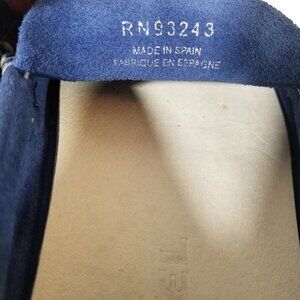 RN93243
MADE IN SPAIN
FABRIQUE EN ESPAGNE